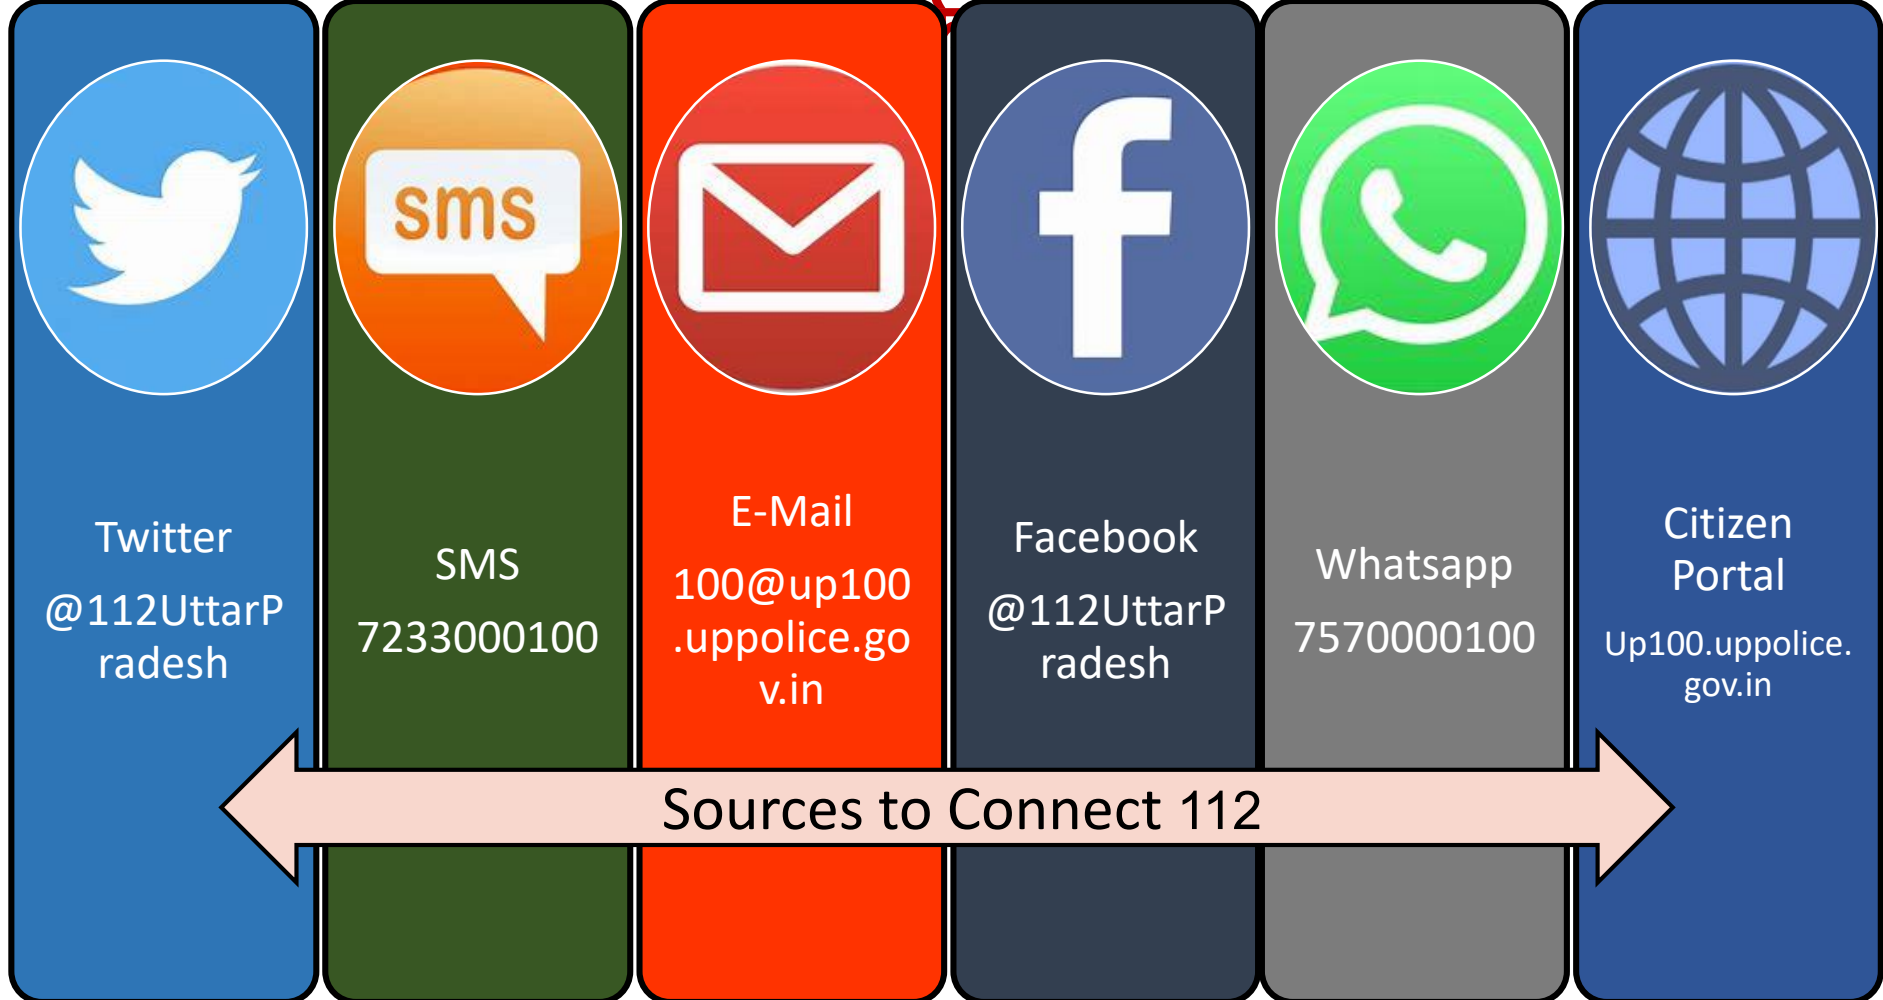 sms
Twitter
@112UttarP
radesh
SMS
7233000100
E-Mail
100@up100
.uppolice.go
v.in
Facebook
@112UttarP
radesh
Whatsapp
7570000100
Citizen
Portal
Up100.uppolice.
gov.in
Sources to Connect 112